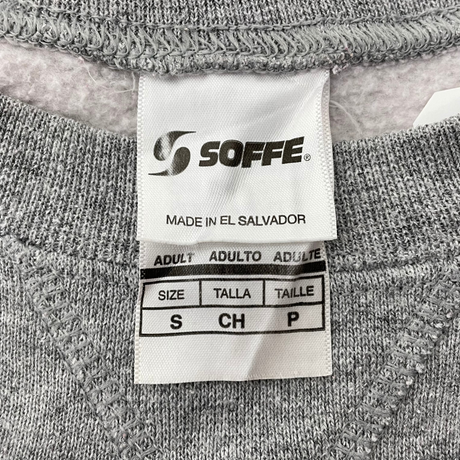 SOFFE®
MADE IN EL SALVADOR
ADULT ADULTO ADULTE
SIZE TALLA TAILLE
S CH P